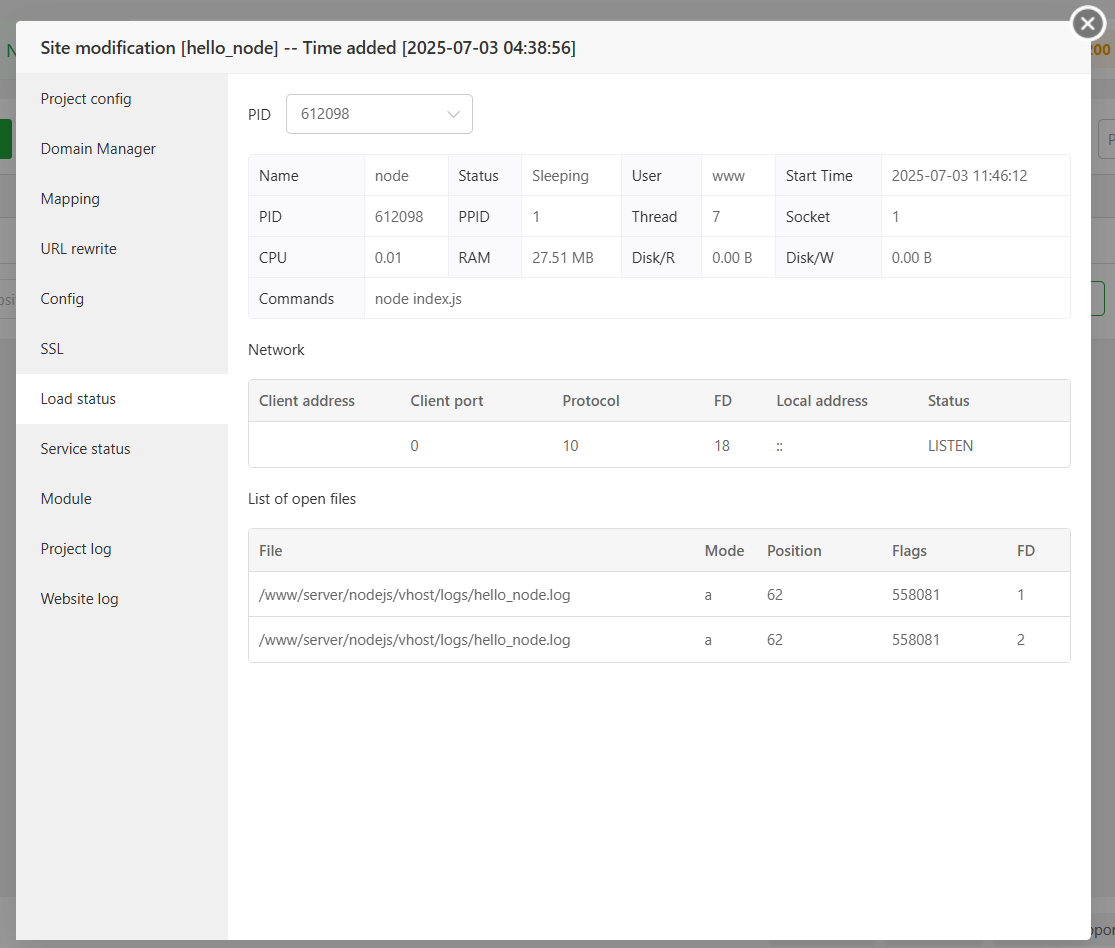 Site modification [hello_node] -- Time added [2025-07-03 04:38:56]
Project config
Domain Manager
Mapping
URL rewrite
Config
SSL
Load status
Service status
Module
Project log
Website log
PID 612098
Name node Status Sleeping User www Start Time 2025-07-03 11:46:12
PID 612098 PPID 1 Thread 7 Socket 1
CPU 0.01 RAM 27.51 MB Disk/R 0.00 B Disk/W 0.00 B
Commands node index.js
Network
Client address Client port Protocol FD Local address Status
0 10 18 :: LISTEN
List of open files
File Mode Position Flags FD
/www/server/nodejs/vhost/logs/hello_node.log a 62 558081 1
/www/server/nodejs/vhost/logs/hello_node.log a 62 558081 2